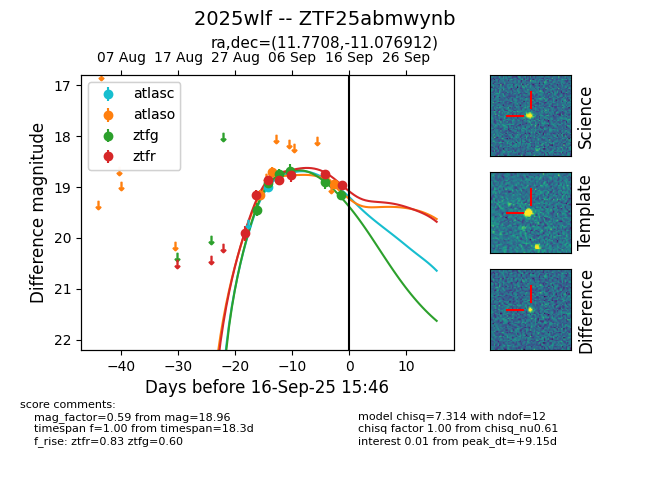 2025wlf -- ZTF25abmwynb
ra,dec=(11.7708,-11.076912)
07 Aug 17 Aug 27 Aug 06 Sep 16 Sep 26 Sep
17
18
19
20
21
22
Difference magnitude
atlasc
atlaso
ztfg
ztfr
−40 −30 −20 −10 0 10
Days before 16-Sep-25 15:46
Science
Template
Difference
score comments:
mag_factor=0.59 from mag=18.96
timespan f=1.00 from timespan=18.3d
f_rise: ztfr=0.83 ztfg=0.60
model chisq=7.314 with ndof=12
chisq factor 1.00 from chisq_nu0.61
interest 0.01 from peak_dt=+9.15d